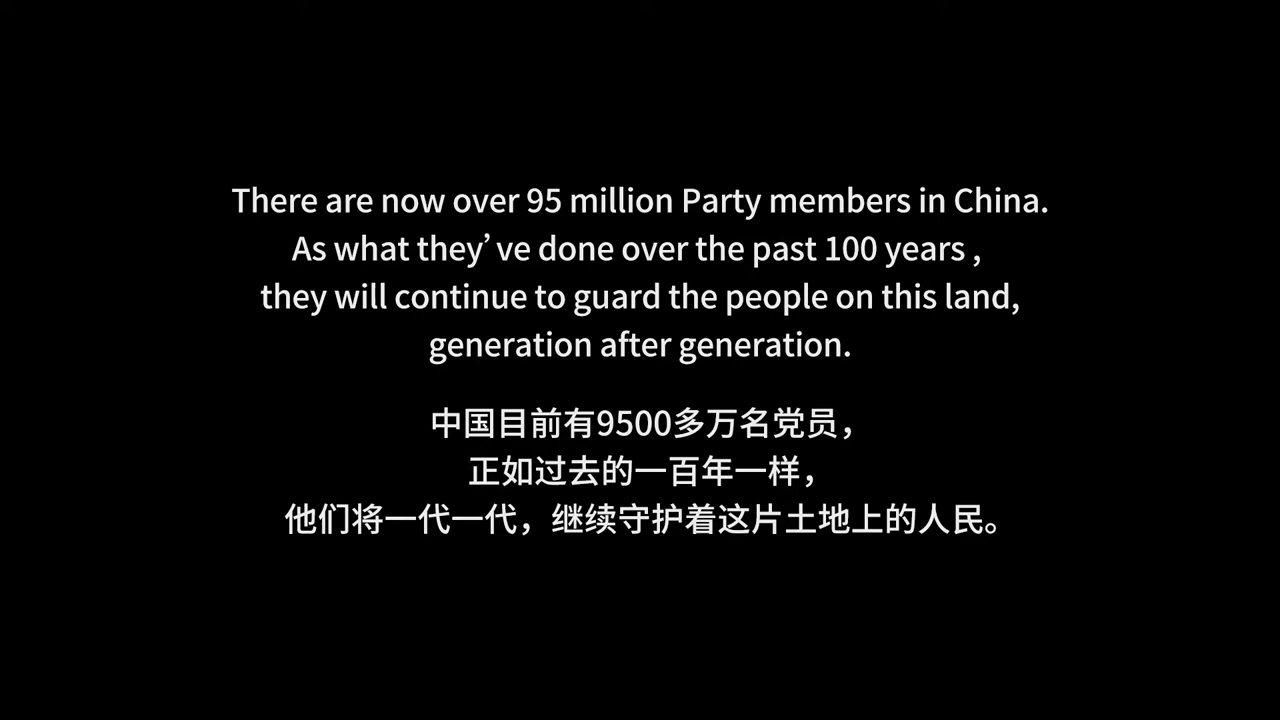 There are now over 95 million Party members in China.
As what they’ve done over the past 100 years ,
they will continue to guard the people on this land,
generation after generation.
中国目前有9500多万名党员，
正如过去的一百年一样，
他们将一代一代，继续守护着这片土地上的人民。